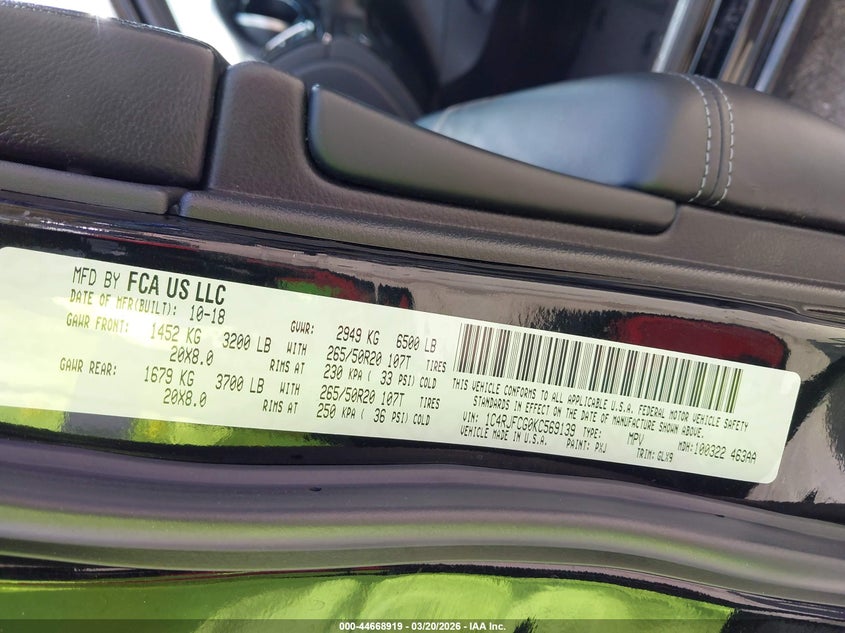 MFD BY FCA US LLC
DATE OF MFR(BUILT): 10-18
GVWR: 2949 KG 6500 LB
GAWR FRONT: 1452 KG 3200 LB WITH 265/50R20 107T TIRES
20X8.0 RIMS AT 230 KPA ( 33 PSI) COLD
GAWR REAR: 1679 KG 3700 LB WITH 265/50R20 107T TIRES
20X8.0 RIMS AT 250 KPA ( 36 PSI) COLD
THIS VEHICLE CONFORMS TO ALL APPLICABLE U.S.A. FEDERAL MOTOR VEHICLE SAFETY
STANDARDS IN EFFECT ON THE DATE OF MANUFACTURE SHOWN ABOVE.
VIN: 1C4RJFCG0KC569139 TYPE: MPV MDH: 100322 463AA
VEHICLE MADE IN U.S.A. PAINT: PXJ TRIM: GLX9
000-44668919 | 03/20/2026 - IAA Inc.